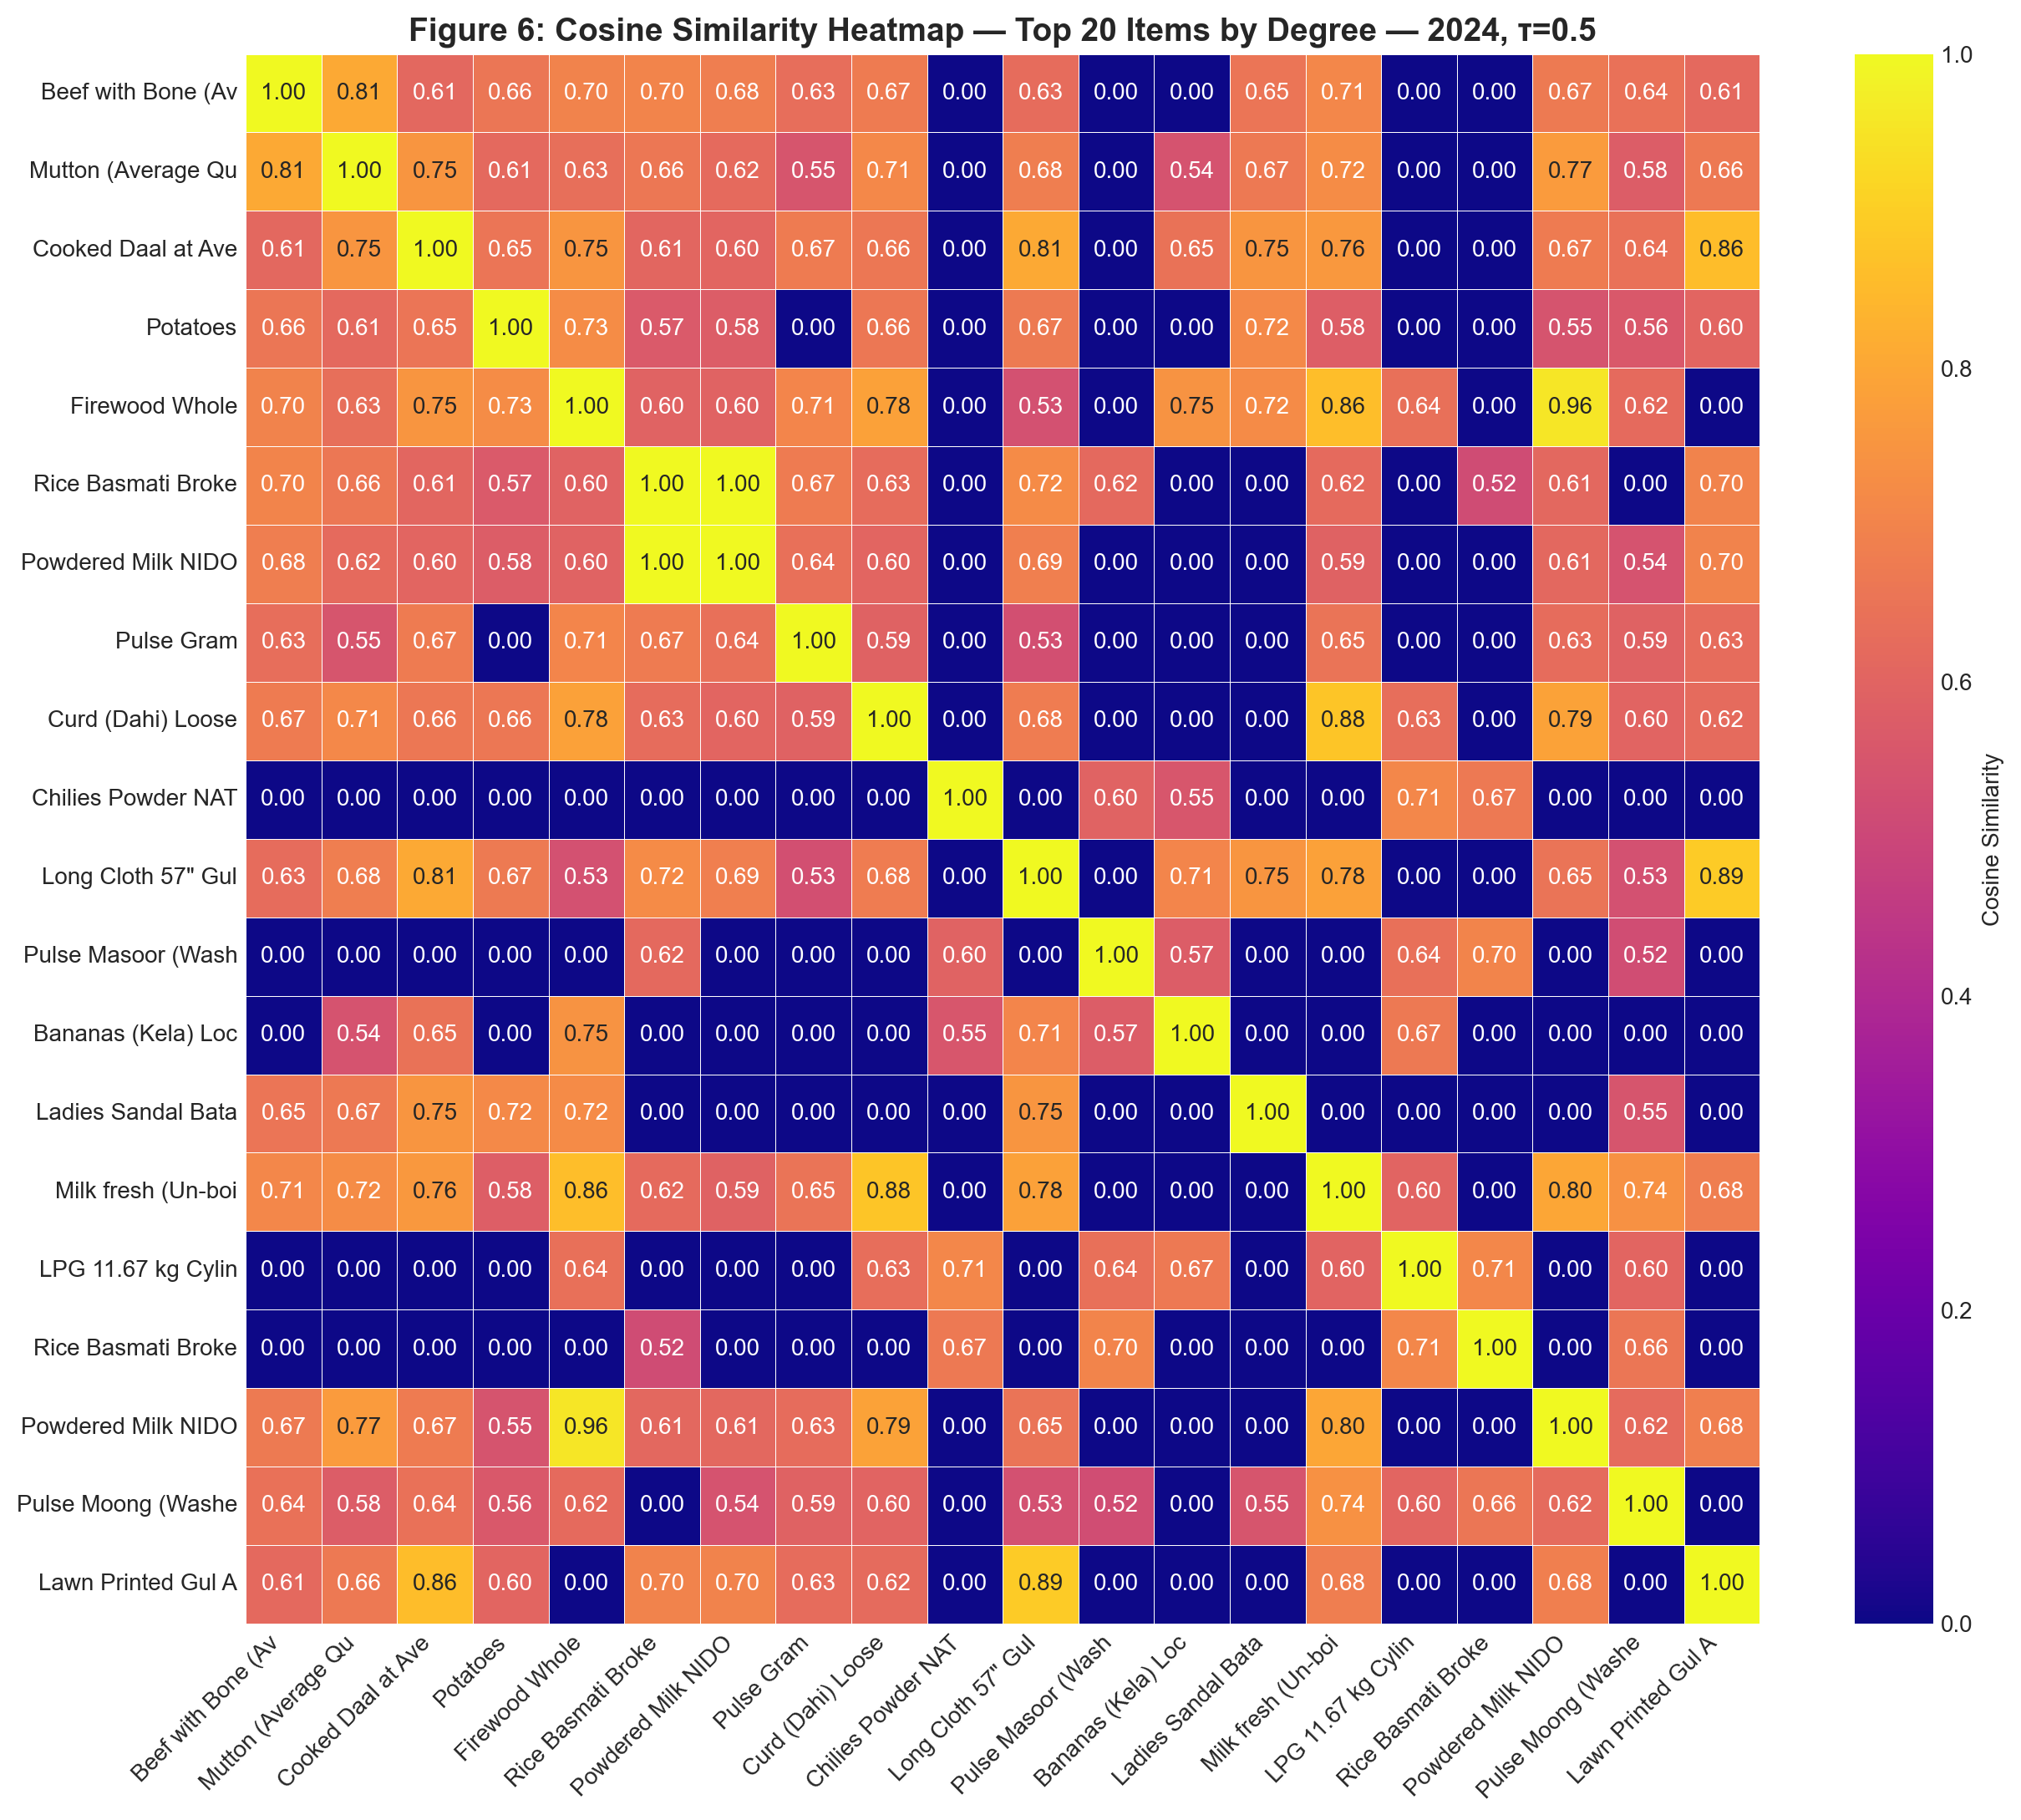 Figure 6: Cosine Similarity Heatmap — Top 20 Items by Degree — 2024, τ=0.5
Beef with Bone (Av 1.00 0.81 0.61 0.66 0.70 0.70 0.68 0.63 0.67 0.00 0.63 0.00 0.00 0.65 0.71 0.00 0.00 0.67 0.64 0.61
Mutton (Average Qu 0.81 1.00 0.75 0.61 0.63 0.66 0.62 0.55 0.71 0.00 0.68 0.00 0.54 0.67 0.72 0.00 0.00 0.77 0.58 0.66
Cooked Daal at Ave 0.61 0.75 1.00 0.65 0.75 0.61 0.60 0.67 0.66 0.00 0.81 0.00 0.65 0.75 0.76 0.00 0.00 0.67 0.64 0.86
Potatoes 0.66 0.61 0.65 1.00 0.73 0.57 0.58 0.00 0.66 0.00 0.67 0.00 0.00 0.72 0.58 0.00 0.00 0.55 0.56 0.60
Firewood Whole 0.70 0.63 0.75 0.73 1.00 0.60 0.60 0.71 0.78 0.00 0.53 0.00 0.75 0.72 0.86 0.64 0.00 0.96 0.62 0.00
Rice Basmati Broke 0.70 0.66 0.61 0.57 0.60 1.00 1.00 0.67 0.63 0.00 0.72 0.62 0.00 0.00 0.62 0.00 0.52 0.61 0.00 0.70
Powdered Milk NIDO 0.68 0.62 0.60 0.58 0.60 1.00 1.00 0.64 0.60 0.00 0.69 0.00 0.00 0.00 0.59 0.00 0.00 0.61 0.54 0.70
Pulse Gram 0.63 0.55 0.67 0.00 0.71 0.67 0.64 1.00 0.59 0.00 0.53 0.00 0.00 0.00 0.65 0.00 0.00 0.63 0.59 0.63
Curd (Dahi) Loose 0.67 0.71 0.66 0.66 0.78 0.63 0.60 0.59 1.00 0.00 0.68 0.00 0.00 0.00 0.88 0.63 0.00 0.79 0.60 0.62
Chilies Powder NAT 0.00 0.00 0.00 0.00 0.00 0.00 0.00 0.00 0.00 1.00 0.00 0.60 0.55 0.00 0.00 0.71 0.67 0.00 0.00 0.00
Long Cloth 57" Gul 0.63 0.68 0.81 0.67 0.53 0.72 0.69 0.53 0.68 0.00 1.00 0.00 0.71 0.75 0.78 0.00 0.00 0.65 0.53 0.89
Pulse Masoor (Wash 0.00 0.00 0.00 0.00 0.00 0.62 0.00 0.00 0.00 0.60 0.00 1.00 0.57 0.00 0.00 0.64 0.70 0.00 0.52 0.00
Bananas (Kela) Loc 0.00 0.54 0.65 0.00 0.75 0.00 0.00 0.00 0.00 0.55 0.71 0.57 1.00 0.00 0.00 0.67 0.00 0.00 0.00 0.00
Ladies Sandal Bata 0.65 0.67 0.75 0.72 0.72 0.00 0.00 0.00 0.00 0.00 0.75 0.00 0.00 1.00 0.00 0.00 0.00 0.00 0.55 0.00
Milk fresh (Un-boi 0.71 0.72 0.76 0.58 0.86 0.62 0.59 0.65 0.88 0.00 0.78 0.00 0.00 0.00 1.00 0.60 0.00 0.80 0.74 0.68
LPG 11.67 kg Cylin 0.00 0.00 0.00 0.00 0.64 0.00 0.00 0.00 0.63 0.71 0.00 0.64 0.67 0.00 0.60 1.00 0.71 0.00 0.60 0.00
Rice Basmati Broke 0.00 0.00 0.00 0.00 0.00 0.52 0.00 0.00 0.00 0.67 0.00 0.70 0.00 0.00 0.00 0.71 1.00 0.00 0.66 0.00
Powdered Milk NIDO 0.67 0.77 0.67 0.55 0.96 0.61 0.61 0.63 0.79 0.00 0.65 0.00 0.00 0.00 0.80 0.00 0.00 1.00 0.62 0.68
Pulse Moong (Washe 0.64 0.58 0.64 0.56 0.62 0.00 0.54 0.59 0.60 0.00 0.53 0.52 0.00 0.55 0.74 0.60 0.66 0.62 1.00 0.00
Lawn Printed Gul A 0.61 0.66 0.86 0.60 0.00 0.70 0.70 0.63 0.62 0.00 0.89 0.00 0.00 0.00 0.68 0.00 0.00 0.68 0.00 1.00
Beef with Bone (Av
Mutton (Average Qu
Cooked Daal at Ave
Potatoes
Firewood Whole
Rice Basmati Broke
Powdered Milk NIDO
Pulse Gram
Curd (Dahi) Loose
Chilies Powder NAT
Long Cloth 57" Gul
Pulse Masoor (Wash
Bananas (Kela) Loc
Ladies Sandal Bata
Milk fresh (Un-boi
LPG 11.67 kg Cylin
Rice Basmati Broke
Powdered Milk NIDO
Pulse Moong (Washe
Lawn Printed Gul A
1.0
0.8
0.6
0.4
0.2
0.0
Cosine Similarity